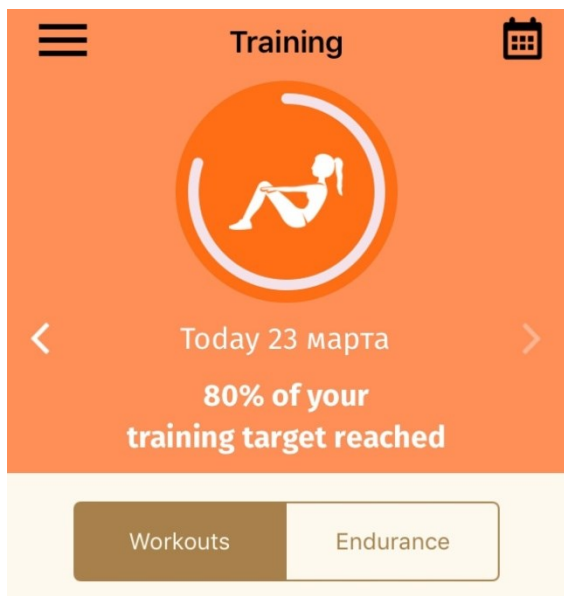 Training
Today 23 марта
80% of your
training target reached
Workouts
Endurance